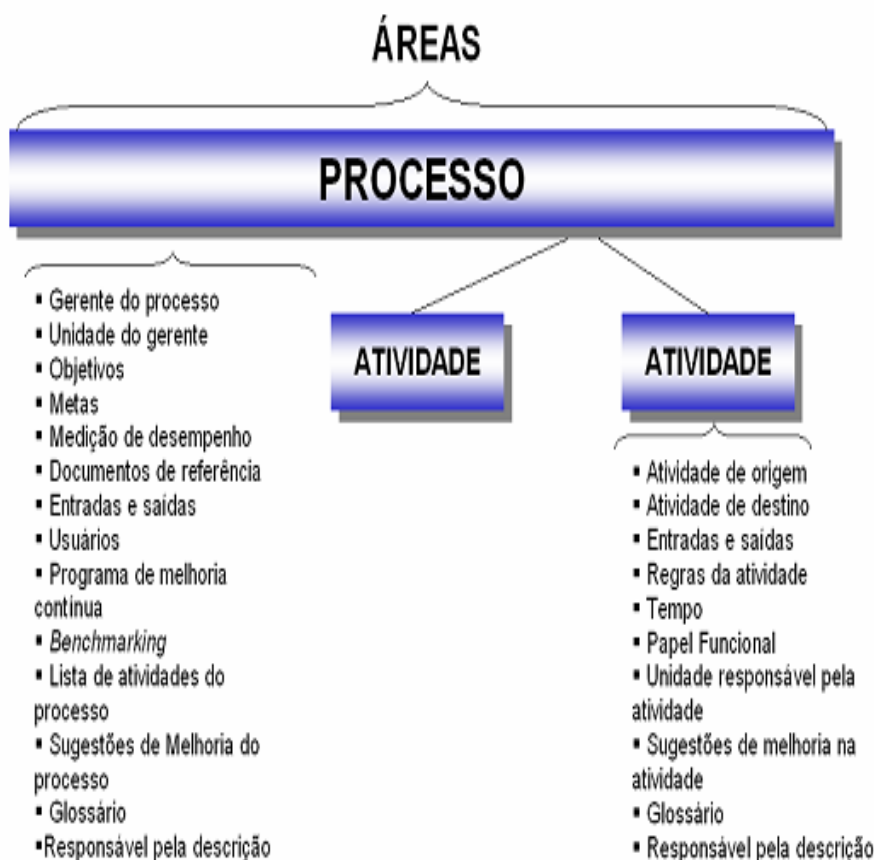 ÁREAS
PROCESSO
▪ Gerente do processo
▪ Unidade do gerente
▪ Objetivos
▪ Metas
▪ Medição de desempenho
▪ Documentos de referência
▪ Entradas e saídas
▪ Usuários
▪ Programa de melhoria
contínua
▪ Benchmarking
▪ Lista de atividades do
processo
▪ Sugestões de Melhoria do
processo
▪ Glossário
▪Responsável pela descrição
ATIVIDADE
ATIVIDADE
▪ Atividade de origem
▪ Atividade de destino
▪ Entradas e saídas
▪ Regras da atividade
▪ Tempo
▪ Papel Funcional
▪ Unidade responsável pela
atividade
▪ Sugestões de melhoria na
atividade
▪ Glossário
▪ Responsável pela descrição